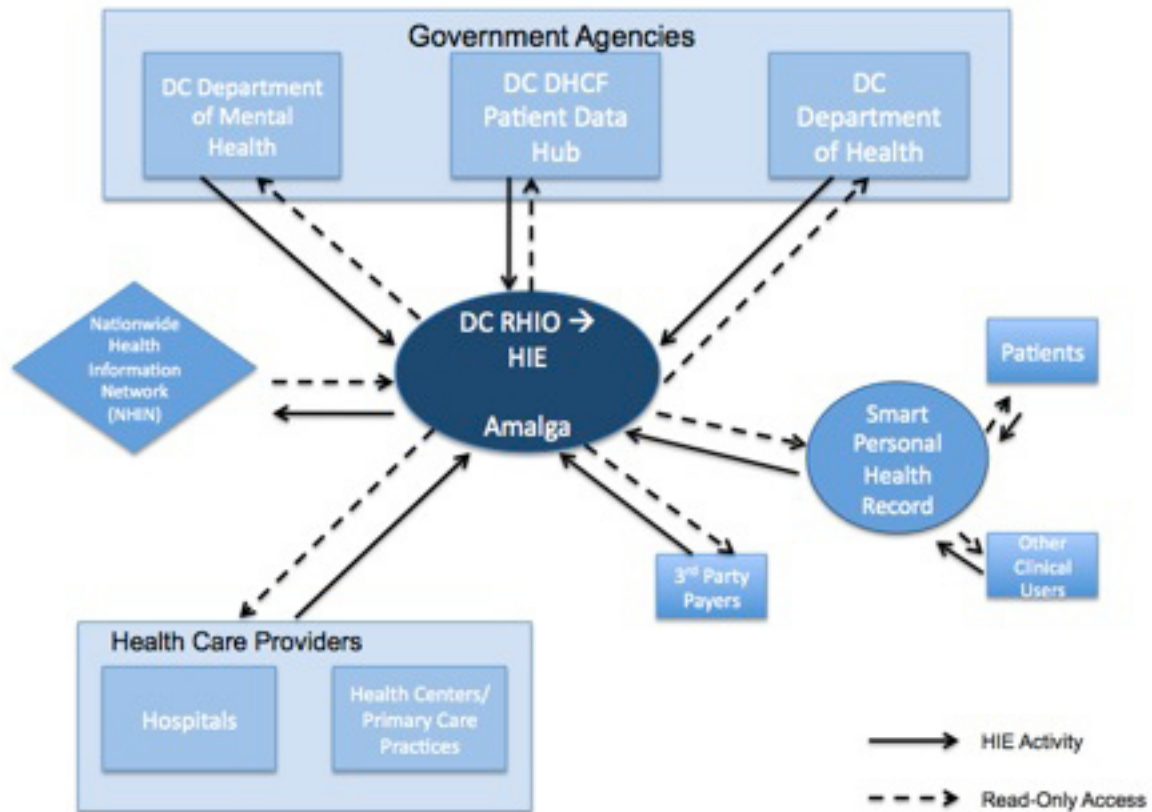 Government Agencies
DC Department
of Mental
Health
DC DHCF
Patient Data
Hub
DC
Department
of Health
Nationwide
Health
Information
Network
(NHIN)
DC RHIO →
HIE
Amalga
Patients
Smart
Personal
Health
Record
3rd Party
Payers
Other
Clinical
Users
Health Care Providers
Hospitals
Health Centers/
Primary Care
Practices
HIE Activity
Read-Only Access